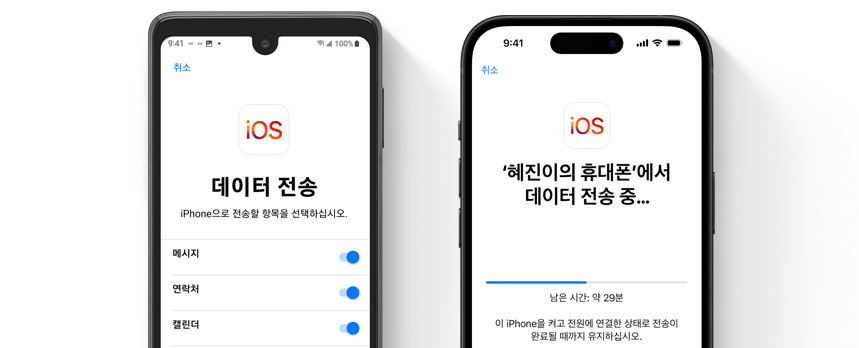 9:41
100%
취소
iOS
데이터 전송
iPhone으로 전송할 항목을 선택하십시오.
메시지
연락처
캘린더
9:41
취소
iOS
‘혜진이의 휴대폰’에서
데이터 전송 중...
남은 시간: 약 29분
이 iPhone을 켜고 전원에 연결한 상태로 전송이
완료될 때까지 유지하십시오.